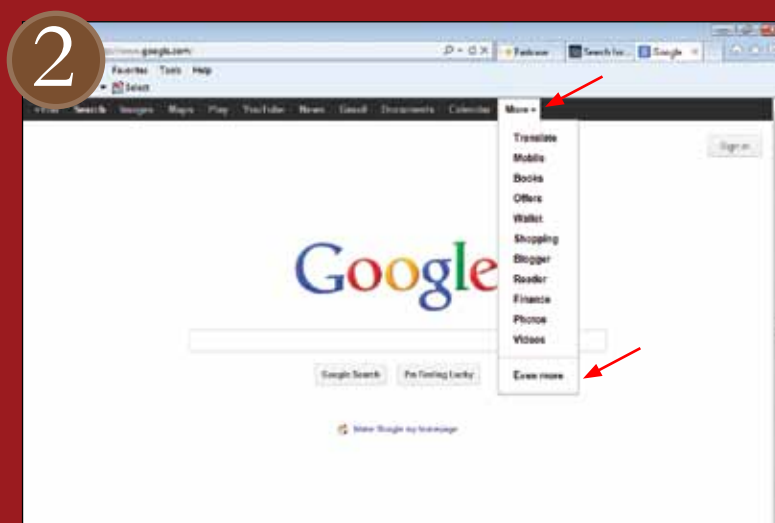 2
google.com
Favorites Tools Help
Select
Search Images Maps Play YouTube News Gmail Documents Calendar More
Sign in
Translate
Mobile
Books
Offers
Wallet
Shopping
Blogger
Reader
Finance
Photos
Videos
Even more
Google
Google Search I'm Feeling Lucky
Make Google my homepage